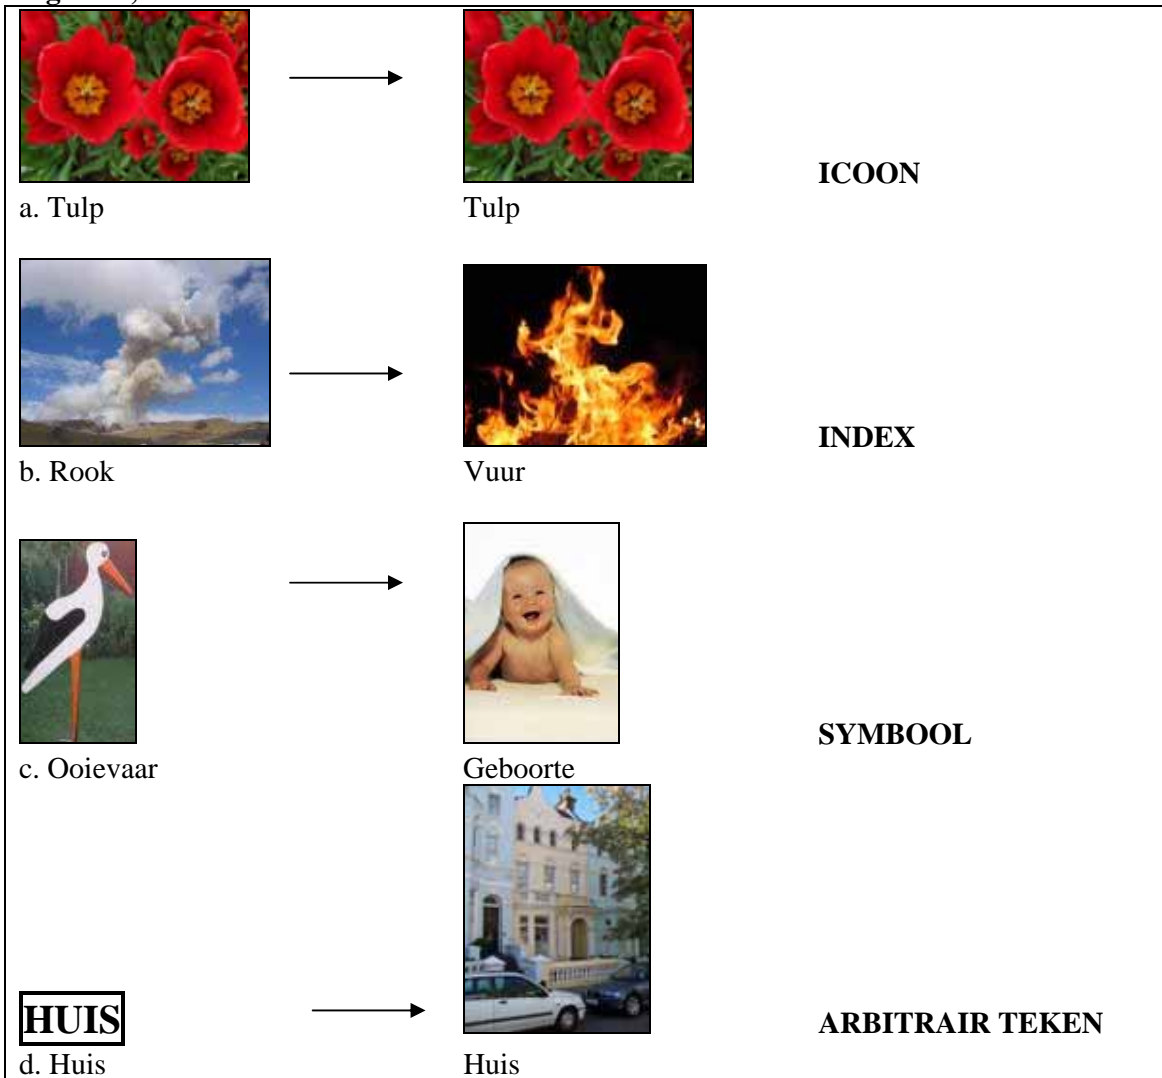 ICOON
a. Tulp Tulp
INDEX
b. Rook Vuur
SYMBOOL
c. Ooievaar Geboorte
HUIS ARBITRAIR TEKEN
d. Huis Huis